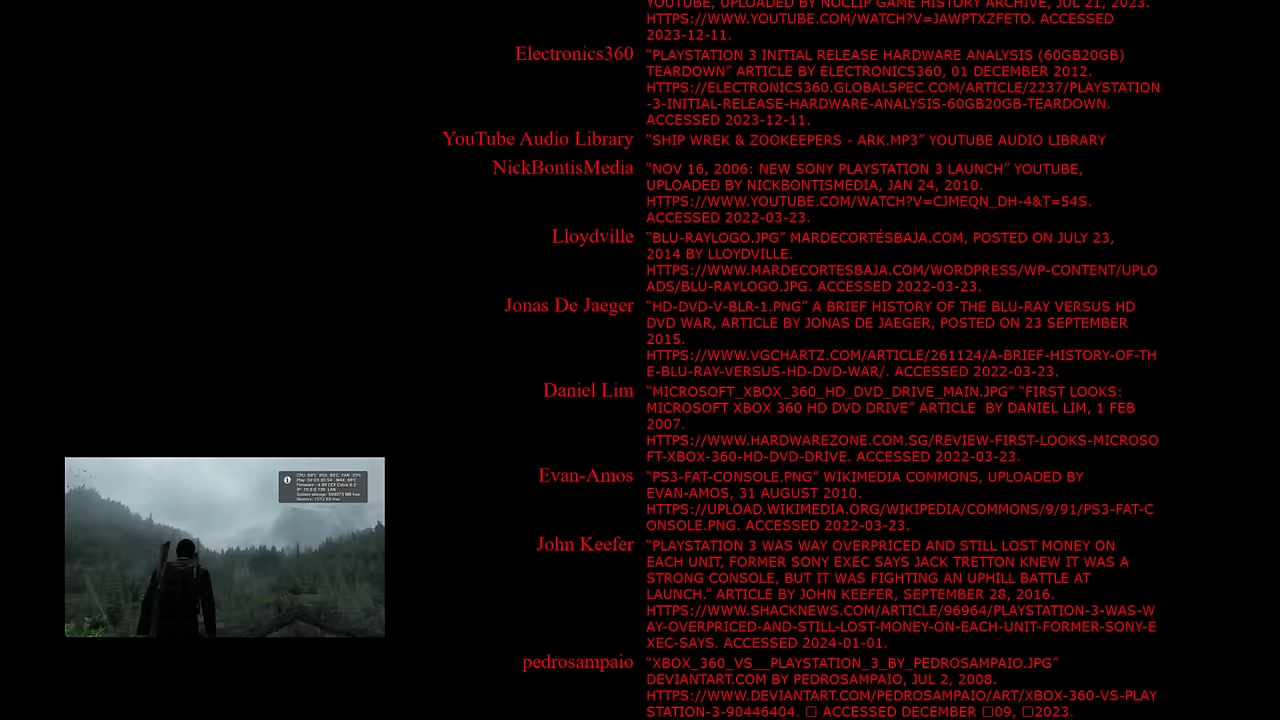 YOUTUBE, UPLOADED BY NOCLIP GAME HISTORY ARCHIVE, JUL 21, 2023.
HTTPS://WWW.YOUTUBE.COM/WATCH?V=JAWPTXZFETO. ACCESSED
2023-12-11.
Electronics360
“PLAYSTATION 3 INITIAL RELEASE HARDWARE ANALYSIS (60GB20GB)
TEARDOWN” ARTICLE BY ELECTRONICS360, 01 DECEMBER 2012.
HTTPS://ELECTRONICS360.GLOBALSPEC.COM/ARTICLE/2237/PLAYSTATION
-3-INITIAL-RELEASE-HARDWARE-ANALYSIS-60GB20GB-TEARDOWN.
ACCESSED 2023-12-11.
YouTube Audio Library
“SHIP WREK & ZOOKEEPERS - ARK.MP3” YOUTUBE AUDIO LIBRARY
NickBontisMedia
“NOV 16, 2006: NEW SONY PLAYSTATION 3 LAUNCH” YOUTUBE,
UPLOADED BY NICKBONTISMEDIA, JAN 24, 2010.
HTTPS://WWW.YOUTUBE.COM/WATCH?V=CJMEQN_DH-4&T=54S.
ACCESSED 2022-03-23.
Lloydville
“BLU-RAYLOGO.JPG” MARDECORTÉSBAJA.COM, POSTED ON JULY 23,
2014 BY LLOYDVILLE.
HTTPS://WWW.MARDECORTESBAJA.COM/WORDPRESS/WP-CONTENT/UPLO
ADS/BLU-RAYLOGO.JPG. ACCESSED 2022-03-23.
Jonas De Jaeger
“HD-DVD-V-BLR-1.PNG” A BRIEF HISTORY OF THE BLU-RAY VERSUS HD
DVD WAR, ARTICLE BY JONAS DE JAEGER, POSTED ON 23 SEPTEMBER
2015.
HTTPS://WWW.VGCHARTZ.COM/ARTICLE/261124/A-BRIEF-HISTORY-OF-TH
E-BLU-RAY-VERSUS-HD-DVD-WAR/. ACCESSED 2022-03-23.
Daniel Lim
“MICROSOFT_XBOX_360_HD_DVD_DRIVE_MAIN.JPG” “FIRST LOOKS:
MICROSOFT XBOX 360 HD DVD DRIVE” ARTICLE  BY DANIEL LIM, 1 FEB
2007.
HTTPS://WWW.HARDWAREZONE.COM.SG/REVIEW-FIRST-LOOKS-MICROSO
FT-XBOX-360-HD-DVD-DRIVE. ACCESSED 2022-03-23.
Evan-Amos
“PS3-FAT-CONSOLE.PNG” WIKIMEDIA COMMONS, UPLOADED BY
EVAN-AMOS, 31 AUGUST 2010.
HTTPS://UPLOAD.WIKIMEDIA.ORG/WIKIPEDIA/COMMONS/9/91/PS3-FAT-C
ONSOLE.PNG. ACCESSED 2022-03-23.
John Keefer
“PLAYSTATION 3 WAS WAY OVERPRICED AND STILL LOST MONEY ON
EACH UNIT, FORMER SONY EXEC SAYS JACK TRETTON KNEW IT WAS A
STRONG CONSOLE, BUT IT WAS FIGHTING AN UPHILL BATTLE AT
LAUNCH.” ARTICLE BY JOHN KEEFER, SEPTEMBER 28, 2016.
HTTPS://WWW.SHACKNEWS.COM/ARTICLE/96964/PLAYSTATION-3-WAS-W
AY-OVERPRICED-AND-STILL-LOST-MONEY-ON-EACH-UNIT-FORMER-SONY-E
XEC-SAYS. ACCESSED 2024-01-01.
pedrosampaio
“XBOX_360_VS__PLAYSTATION_3_BY_PEDROSAMPAIO.JPG”
DEVIANTART.COM BY PEDROSAMPAIO, JUL 2, 2008.
HTTPS://WWW.DEVIANTART.COM/PEDROSAMPAIO/ART/XBOX-360-VS-PLAY
STATION-3-90446404. □ ACCESSED DECEMBER □09, □2023.